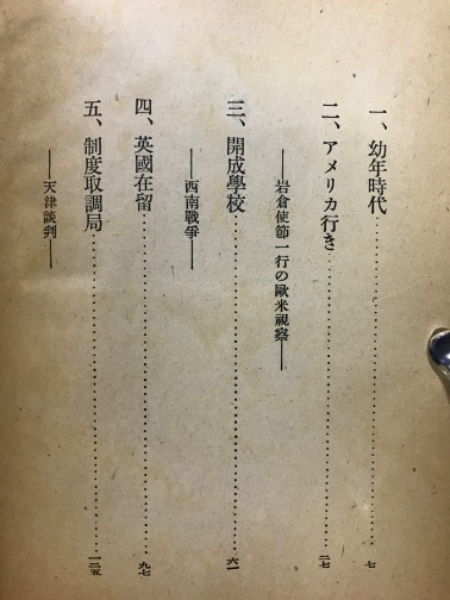 一、幼年時代……七
二、アメリカ行き……二七
――岩倉使節一行の歐米視察――
三、開成學校……六一
――西南戰爭――
四、英國在留……九七
五、制度取調局……一二五
――天津談判――